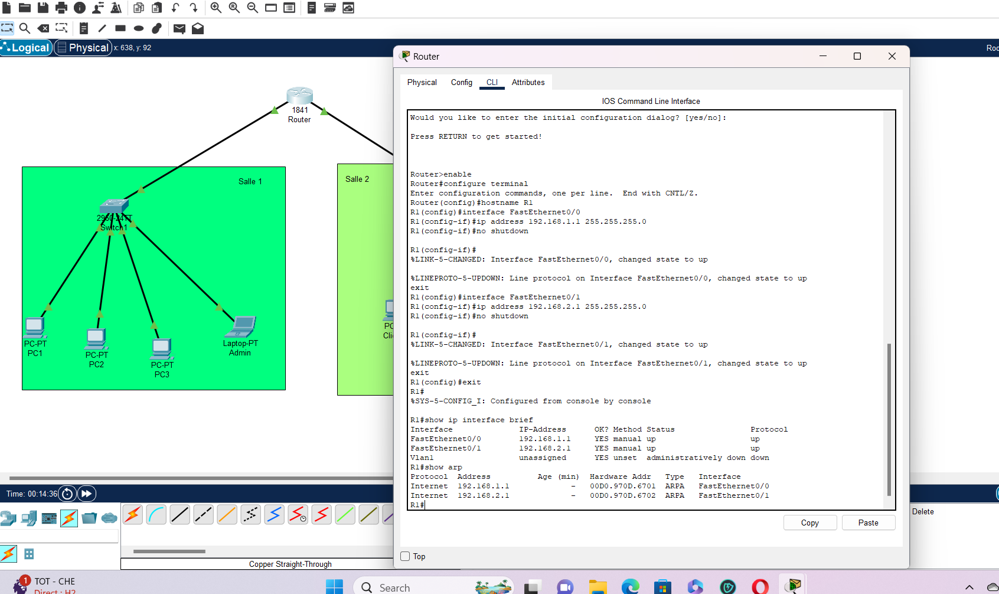 Logical
Physical
x: 638, y: 92
Router
Physical
Config
CLI
Attributes
IOS Command Line Interface
Would you like to enter the initial configuration dialog? [yes/no]:
Press RETURN to get started!
Router>enable
Router#configure terminal
Enter configuration commands, one per line.  End with CNTL/Z.
Router(config)#hostname R1
R1(config)#interface FastEthernet0/0
R1(config-if)#ip address 192.168.1.1 255.255.255.0
R1(config-if)#no shutdown
R1(config-if)#
%LINK-5-CHANGED: Interface FastEthernet0/0, changed state to up
%LINEPROTO-5-UPDOWN: Line protocol on Interface FastEthernet0/0, changed state to up
exit
R1(config)#interface FastEthernet0/1
R1(config-if)#ip address 192.168.2.1 255.255.255.0
R1(config-if)#no shutdown
R1(config-if)#
%LINK-5-CHANGED: Interface FastEthernet0/1, changed state to up
%LINEPROTO-5-UPDOWN: Line protocol on Interface FastEthernet0/1, changed state to up
exit
R1(config)#exit
R1#
%SYS-5-CONFIG_I: Configured from console by console
R1#show ip interface brief
Interface IP-Address OK? Method Status Protocol
FastEthernet0/0 192.168.1.1 YES manual up up
FastEthernet0/1 192.168.2.1 YES manual up up
Vlan1 unassigned YES unset administratively down down
R1#show arp
Protocol Address Age (min) Hardware Addr Type Interface
Internet 192.168.1.1 - 00D0.970D.6701 ARPA FastEthernet0/0
Internet 192.168.2.1 - 00D0.970D.6702 ARPA FastEthernet0/1
R1#
Copy
Paste
Top
1841
Router
Salle 1
Salle 2
2960-24TT
Switch1
PC-PT
PC1
PC-PT
PC2
PC-PT
PC3
Laptop-PT
Admin
PC
Clie
Time: 00:14:36
Delete
Copper Straight-Through
1
TOT - CHE
Direct : H2
Search